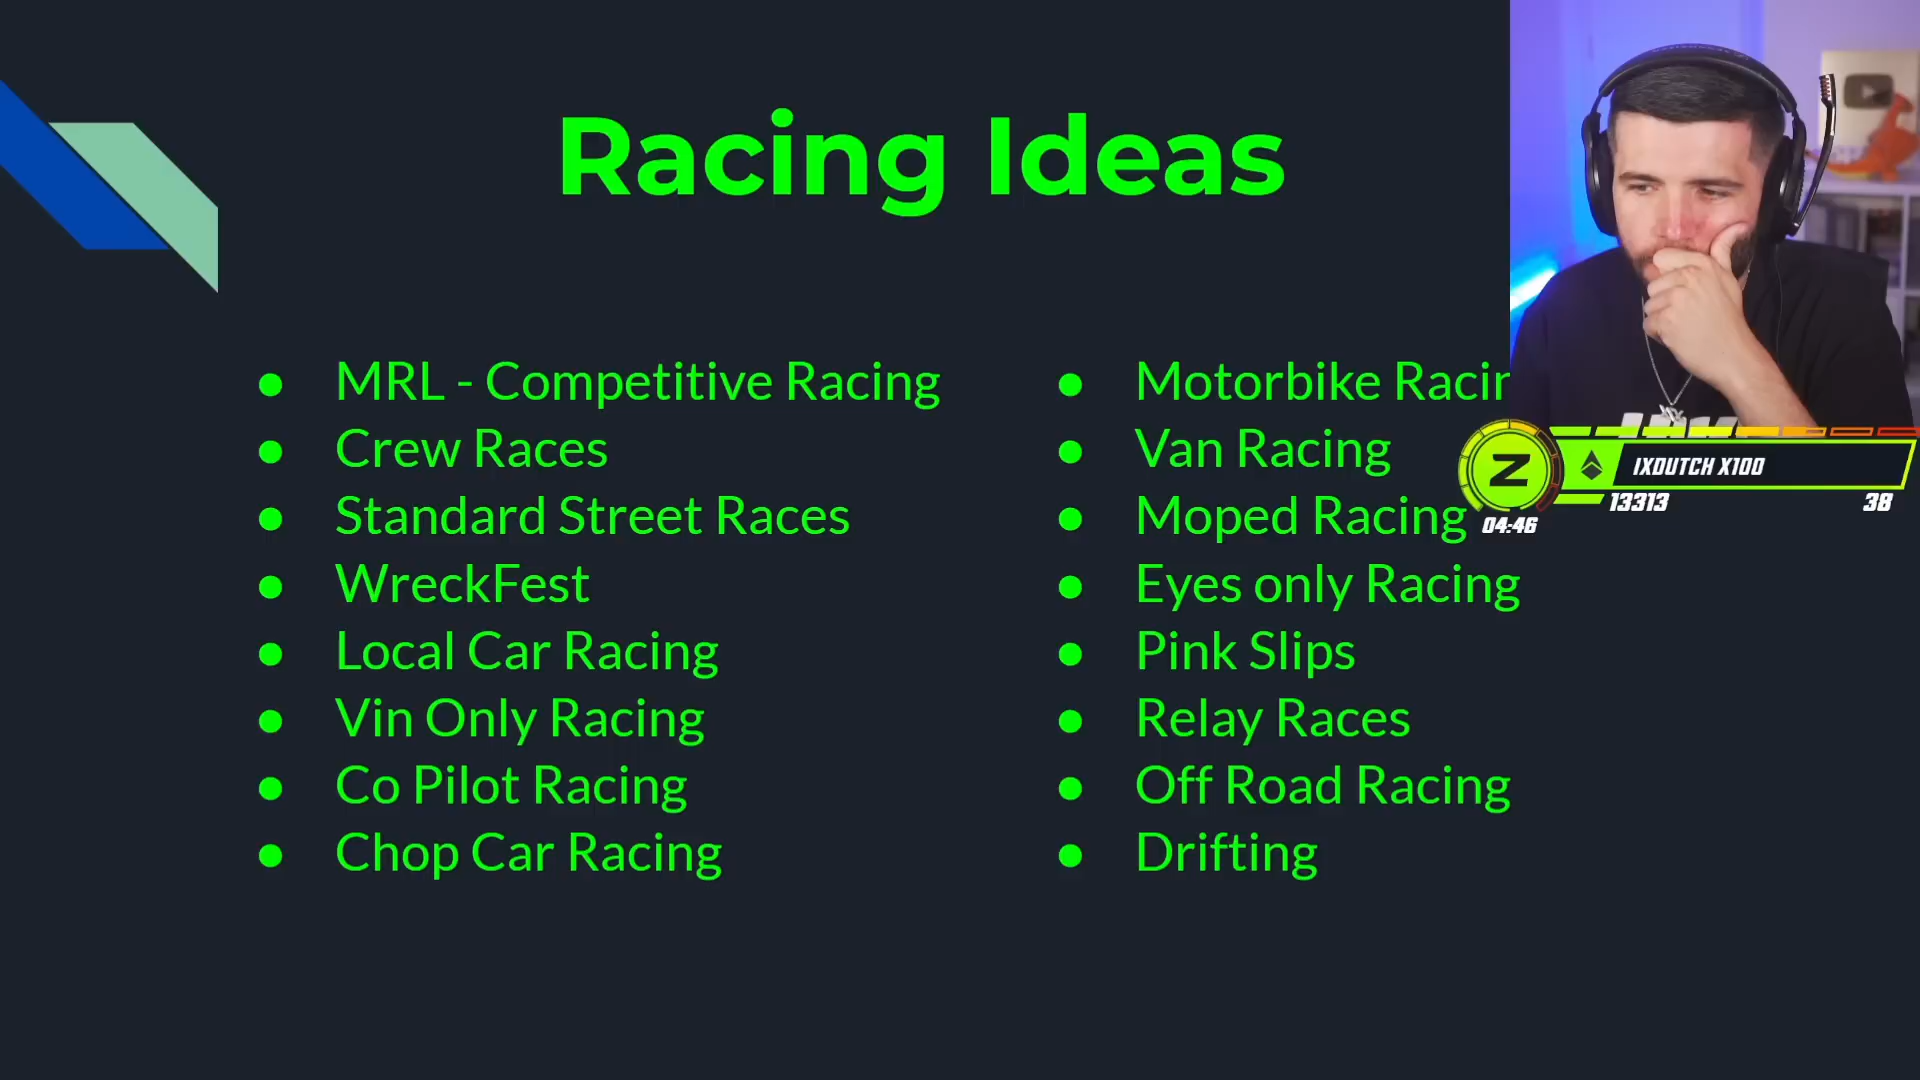 Racing Ideas
MRL - Competitive Racing
Crew Races
Standard Street Races
WreckFest
Local Car Racing
Vin Only Racing
Co Pilot Racing
Chop Car Racing
Motorbike Racin
Van Racing
Moped Racing
Eyes only Racing
Pink Slips
Relay Races
Off Road Racing
Drifting
Z
IXDUTCH X100
13313 38
04:46